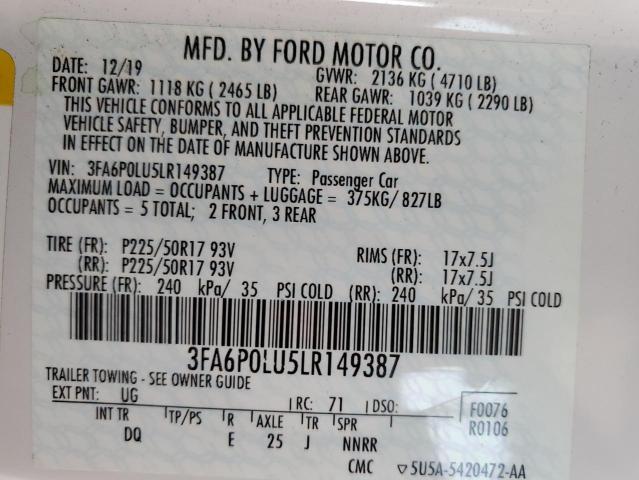 MFD. BY FORD MOTOR CO.
DATE: 12/19 GVWR: 2136 KG ( 4710 LB)
FRONT GAWR: 1118 KG ( 2465 LB) REAR GAWR: 1039 KG ( 2290 LB)
THIS VEHICLE CONFORMS TO ALL APPLICABLE FEDERAL MOTOR
VEHICLE SAFETY, BUMPER, AND THEFT PREVENTION STANDARDS
IN EFFECT ON THE DATE OF MANUFACTURE SHOWN ABOVE.
VIN: 3FA6P0LU5LR149387 TYPE: Passenger Car
MAXIMUM LOAD = OCCUPANTS + LUGGAGE = 375KG/ 827LB
OCCUPANTS = 5 TOTAL; 2 FRONT, 3 REAR
TIRE (FR): P225/50R17 93V RIMS (FR): 17x7.5J
(RR): P225/50R17 93V (RR): 17x7.5J
PRESSURE (FR): 240 kPa/ 35 PSI COLD (RR): 240 kPa/ 35 PSI COLD
3FA6P0LU5LR149387
TRAILER TOWING - SEE OWNER GUIDE
EXT PNT: UG RC: 71 DSO: F0076
R0106
INT TR TP/PS R AXLE TR SPR
DQ E 25 J NNRR
CMC ▽5U5A-5420472-AA